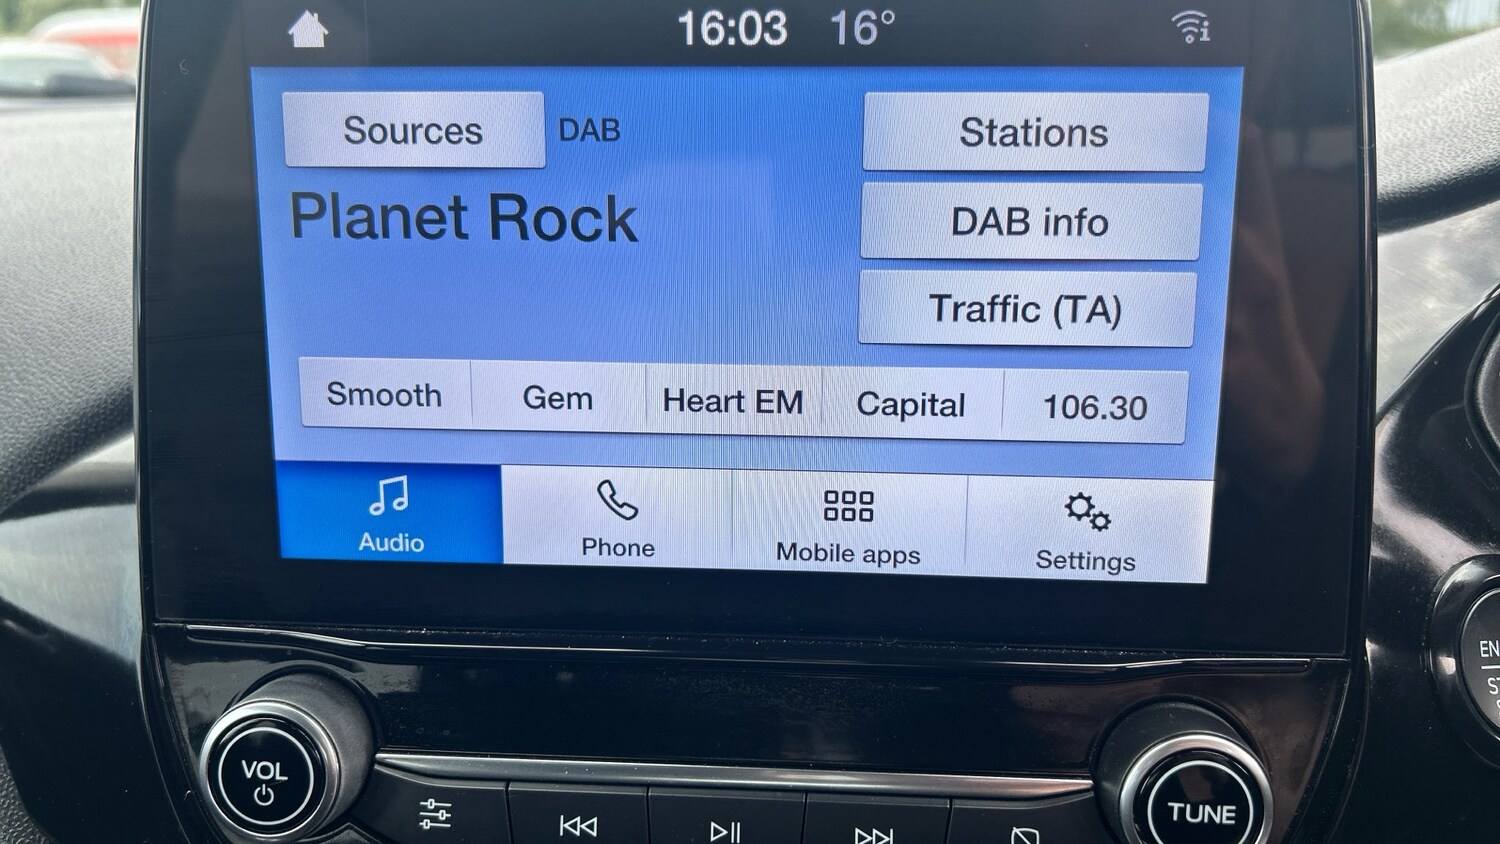 16:03 16°
Sources DAB Stations
Planet Rock DAB info
Traffic (TA)
Smooth Gem Heart EM Capital 106.30
Audio Phone Mobile apps Settings
VOL TUNE